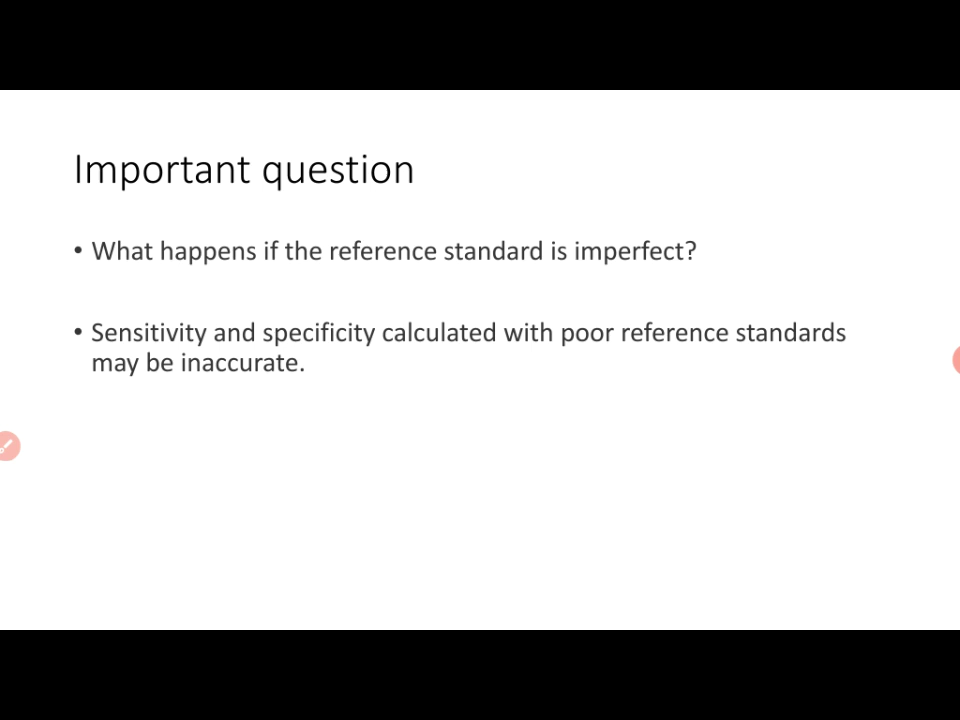 Important question
• What happens if the reference standard is imperfect?
• Sensitivity and specificity calculated with poor reference standards
may be inaccurate.